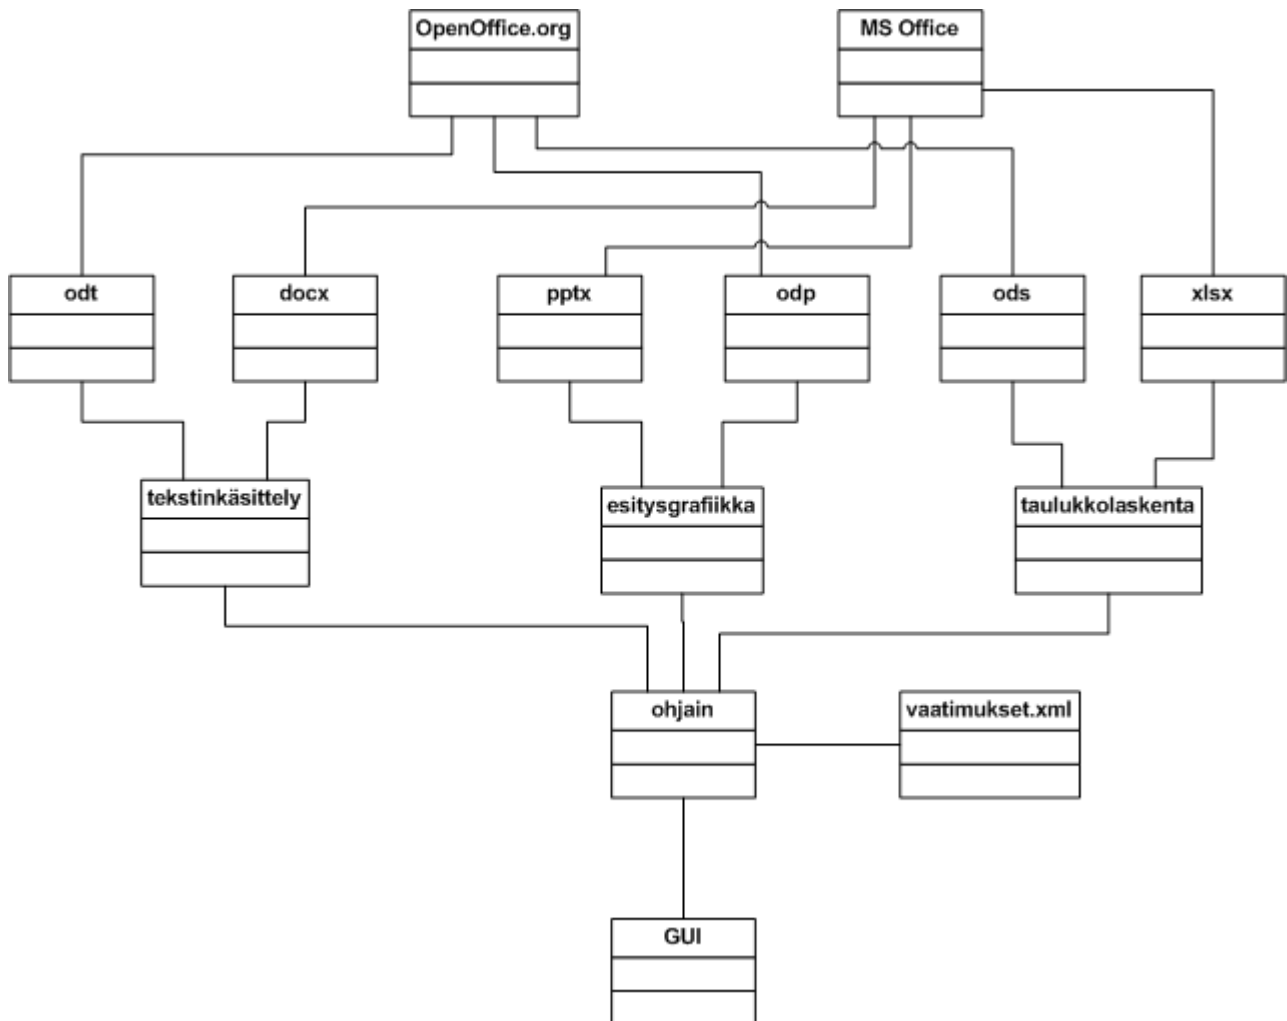 OpenOffice.org
MS Office
odt
docx
pptx
odp
ods
xlsx
tekstinkäsittely
esitysgrafiikka
taulukkolaskenta
ohjain
vaatimukset.xml
GUI